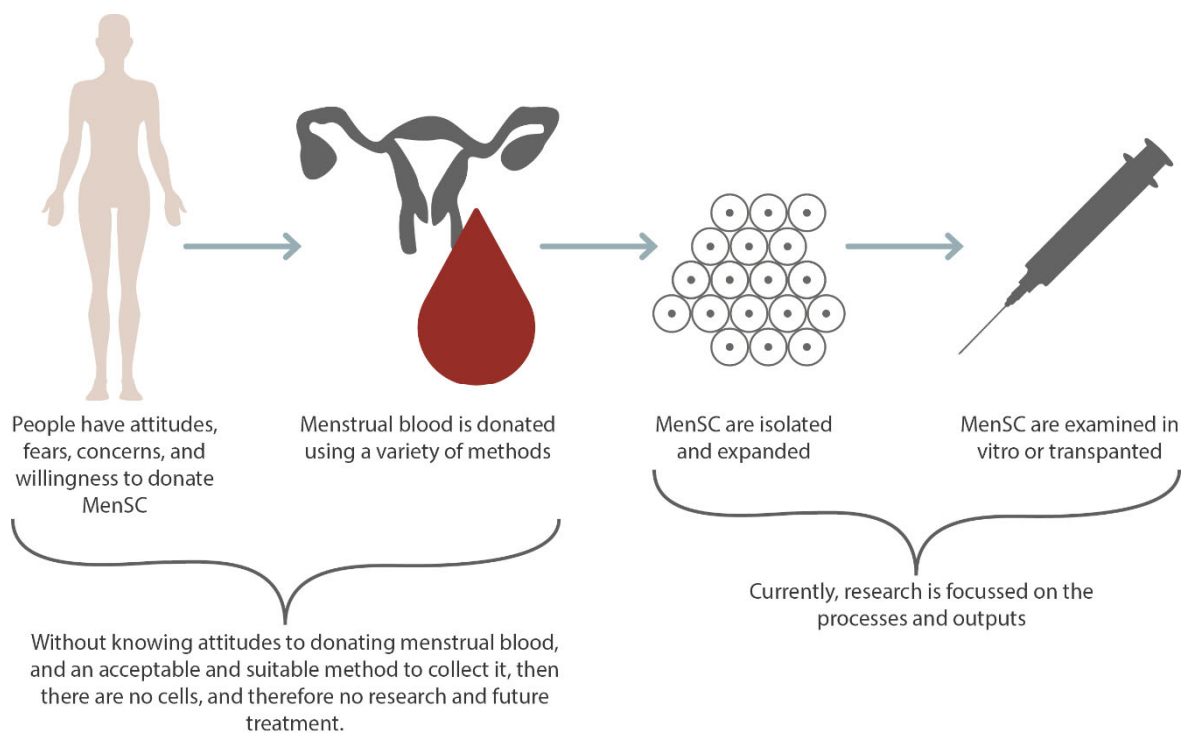 People have attitudes,
fears, concerns, and
willingness to donate
MenSC
Menstrual blood is donated
using a variety of methods
MenSC are isolated
and expanded
MenSC are examined in
vitro or transpanted
Without knowing attitudes to donating menstrual blood,
and an acceptable and suitable method to collect it, then
there are no cells, and therefore no research and future
treatment.
Currently, research is focussed on the
processes and outputs